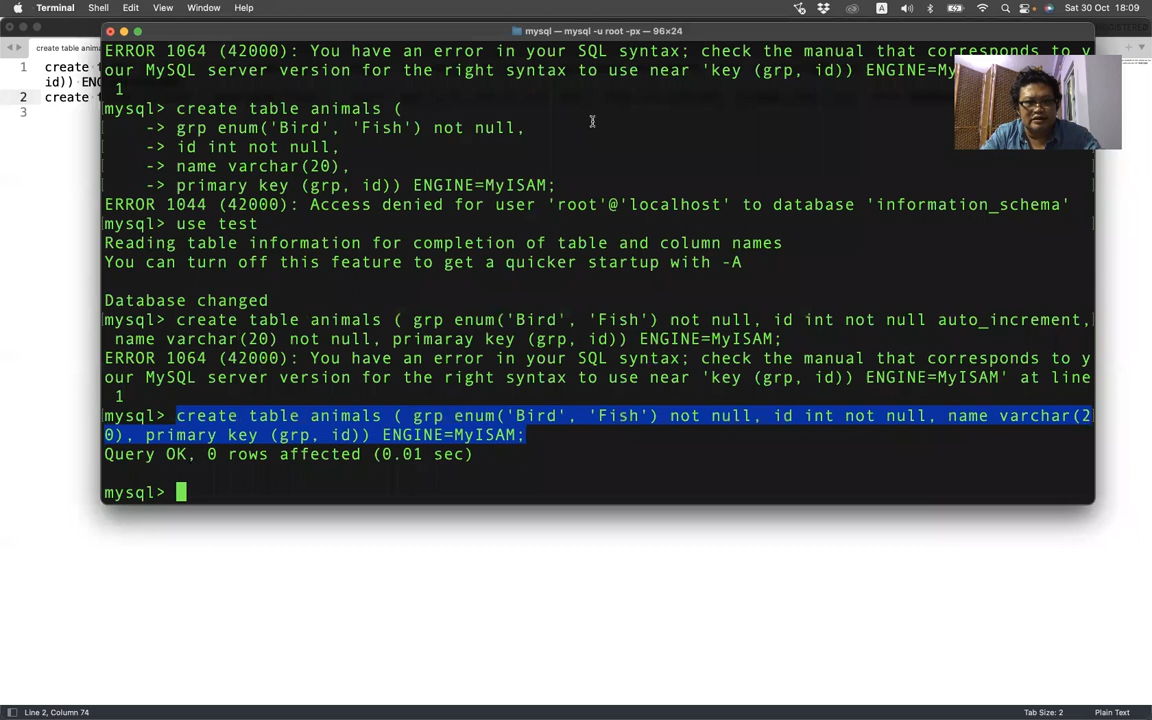 Terminal Shell Edit View Window Help A Sat 30 Oct 18:09
mysql — mysql -u root -px — 96×24
create table anima
1 create t
id)) EN
2 create t
3
ERROR 1064 (42000): You have an error in your SQL syntax; check the manual that corresponds to y
our MySQL server version for the right syntax to use near 'key (grp, id)) ENGINE=My
1
mysql> create table animals (
-> grp enum('Bird', 'Fish') not null,
-> id int not null,
-> name varchar(20),
-> primary key (grp, id)) ENGINE=MyISAM;
ERROR 1044 (42000): Access denied for user 'root'@'localhost' to database 'information_schema'
mysql> use test
Reading table information for completion of table and column names
You can turn off this feature to get a quicker startup with -A
Database changed
mysql> create table animals ( grp enum('Bird', 'Fish') not null, id int not null auto_increment,
name varchar(20) not null, primaray key (grp, id)) ENGINE=MyISAM;
ERROR 1064 (42000): You have an error in your SQL syntax; check the manual that corresponds to y
our MySQL server version for the right syntax to use near 'key (grp, id)) ENGINE=MyISAM' at line
1
mysql> create table animals ( grp enum('Bird', 'Fish') not null, id int not null, name varchar(2
0), primary key (grp, id)) ENGINE=MyISAM;
Query OK, 0 rows affected (0.01 sec)
mysql>
Line 2, Column 74 Tab Size: 2 Plain Text